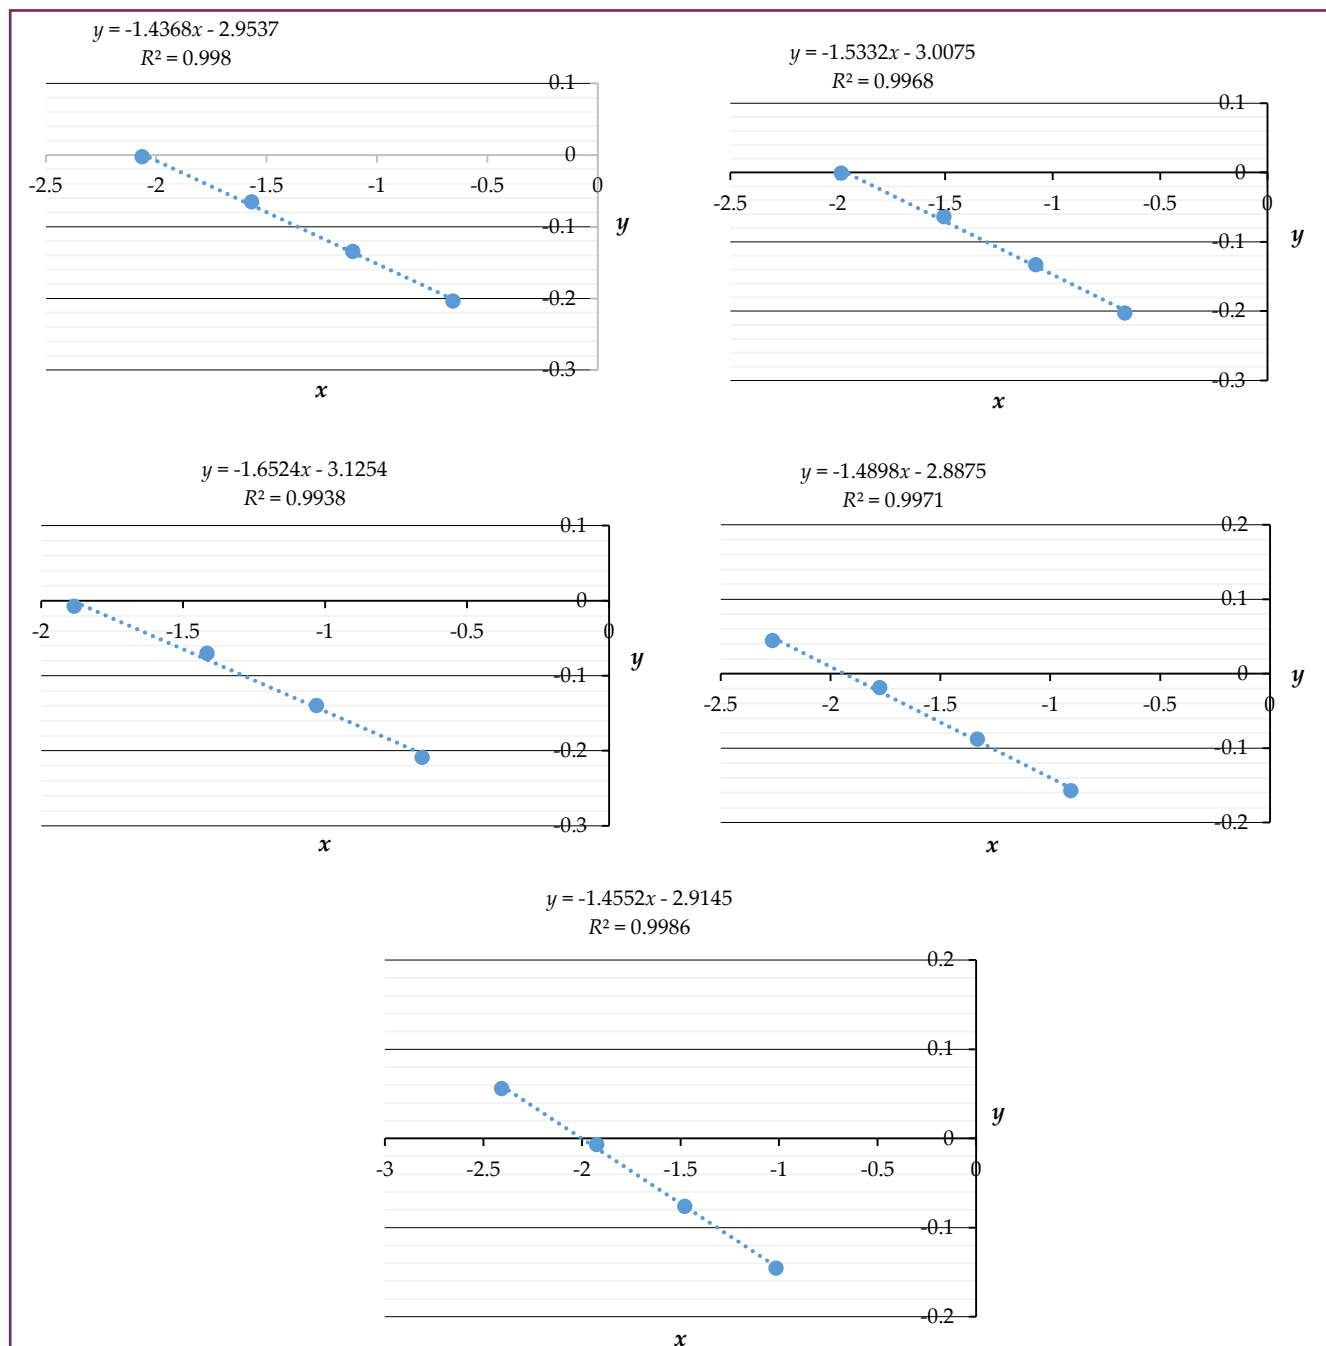 y = -1.4368x - 2.9537
R² = 0.998
0.1
0
-2.5 -2 -1.5 -1 -0.5 0
-0.1
y
-0.2
-0.3
x
y = -1.5332x - 3.0075
R² = 0.9968
0.1
0
-2.5 -2 -1.5 -1 -0.5 0
-0.1
y
-0.2
-0.3
x
y = -1.6524x - 3.1254
R² = 0.9938
0.1
0
-2 -1.5 -1 -0.5 0
y
-0.1
-0.2
-0.3
x
y = -1.4898x - 2.8875
R² = 0.9971
0.2
0.1
0
y
-2.5 -2 -1.5 -1 -0.5 0
-0.1
-0.2
x
y = -1.4552x - 2.9145
R² = 0.9986
0.2
0.1
y
0
-3 -2.5 -2 -1.5 -1 -0.5 0
-0.1
-0.2
x